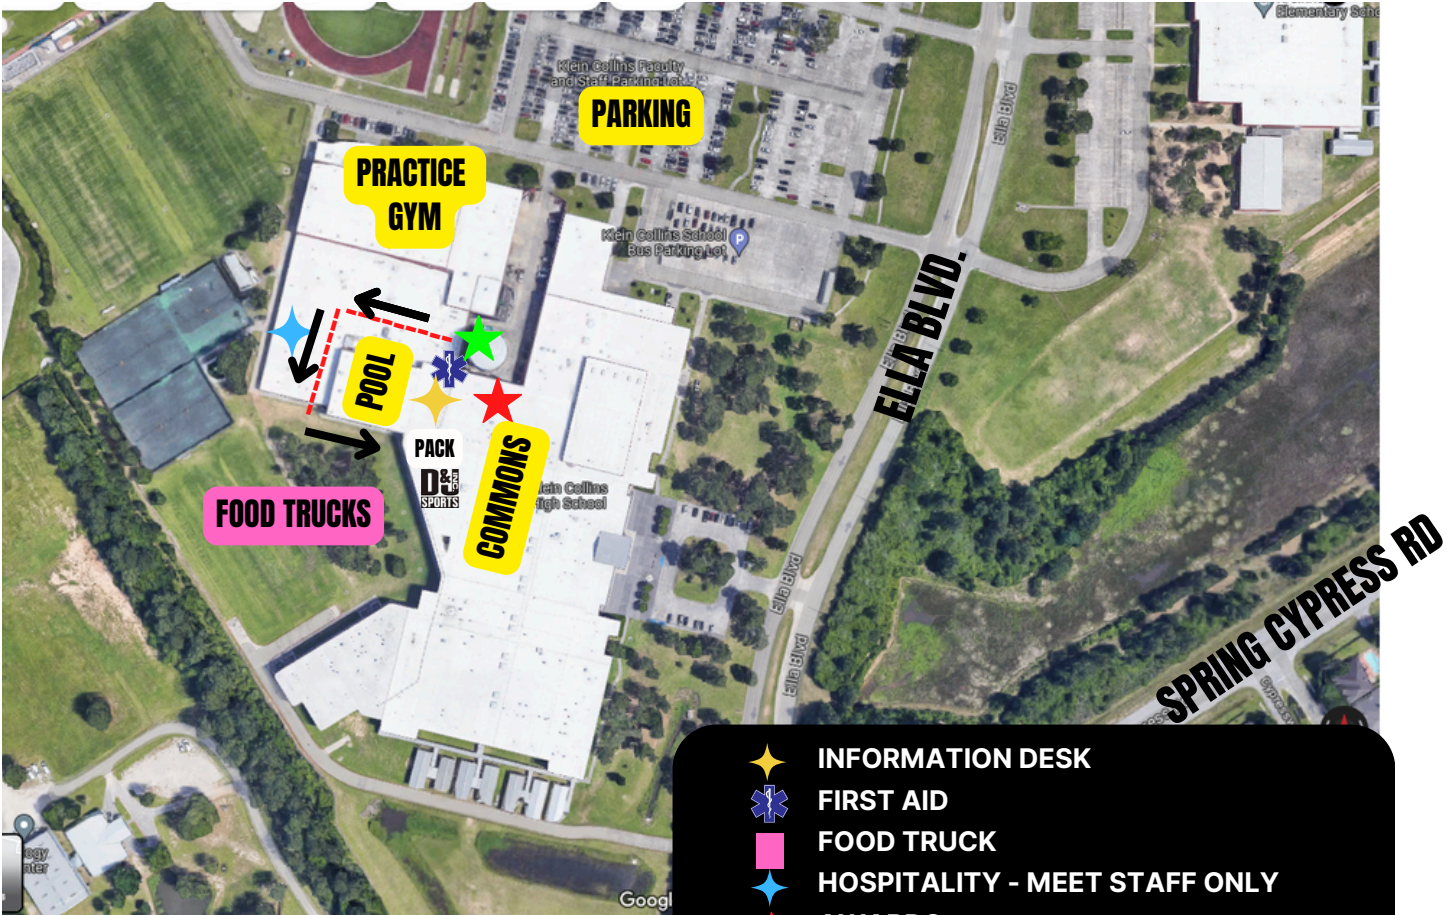 Elementary Scho
Klein Collins Faculty
and Staff Parking Lot
PARKING
Ella Blvd
PRACTICE
GYM
Klein Collins School
Bus Parking Lot
P
ELLA BLVD.
POOL
PACK
D&J
SPORTS
COMMONS
Klein Collins
High School
FOOD TRUCKS
Ella Blvd
Ella Blvd
SPRING CYPRESS RD
INFORMATION DESK
FIRST AID
FOOD TRUCK
HOSPITALITY - MEET STAFF ONLY
AWARDS
Googl